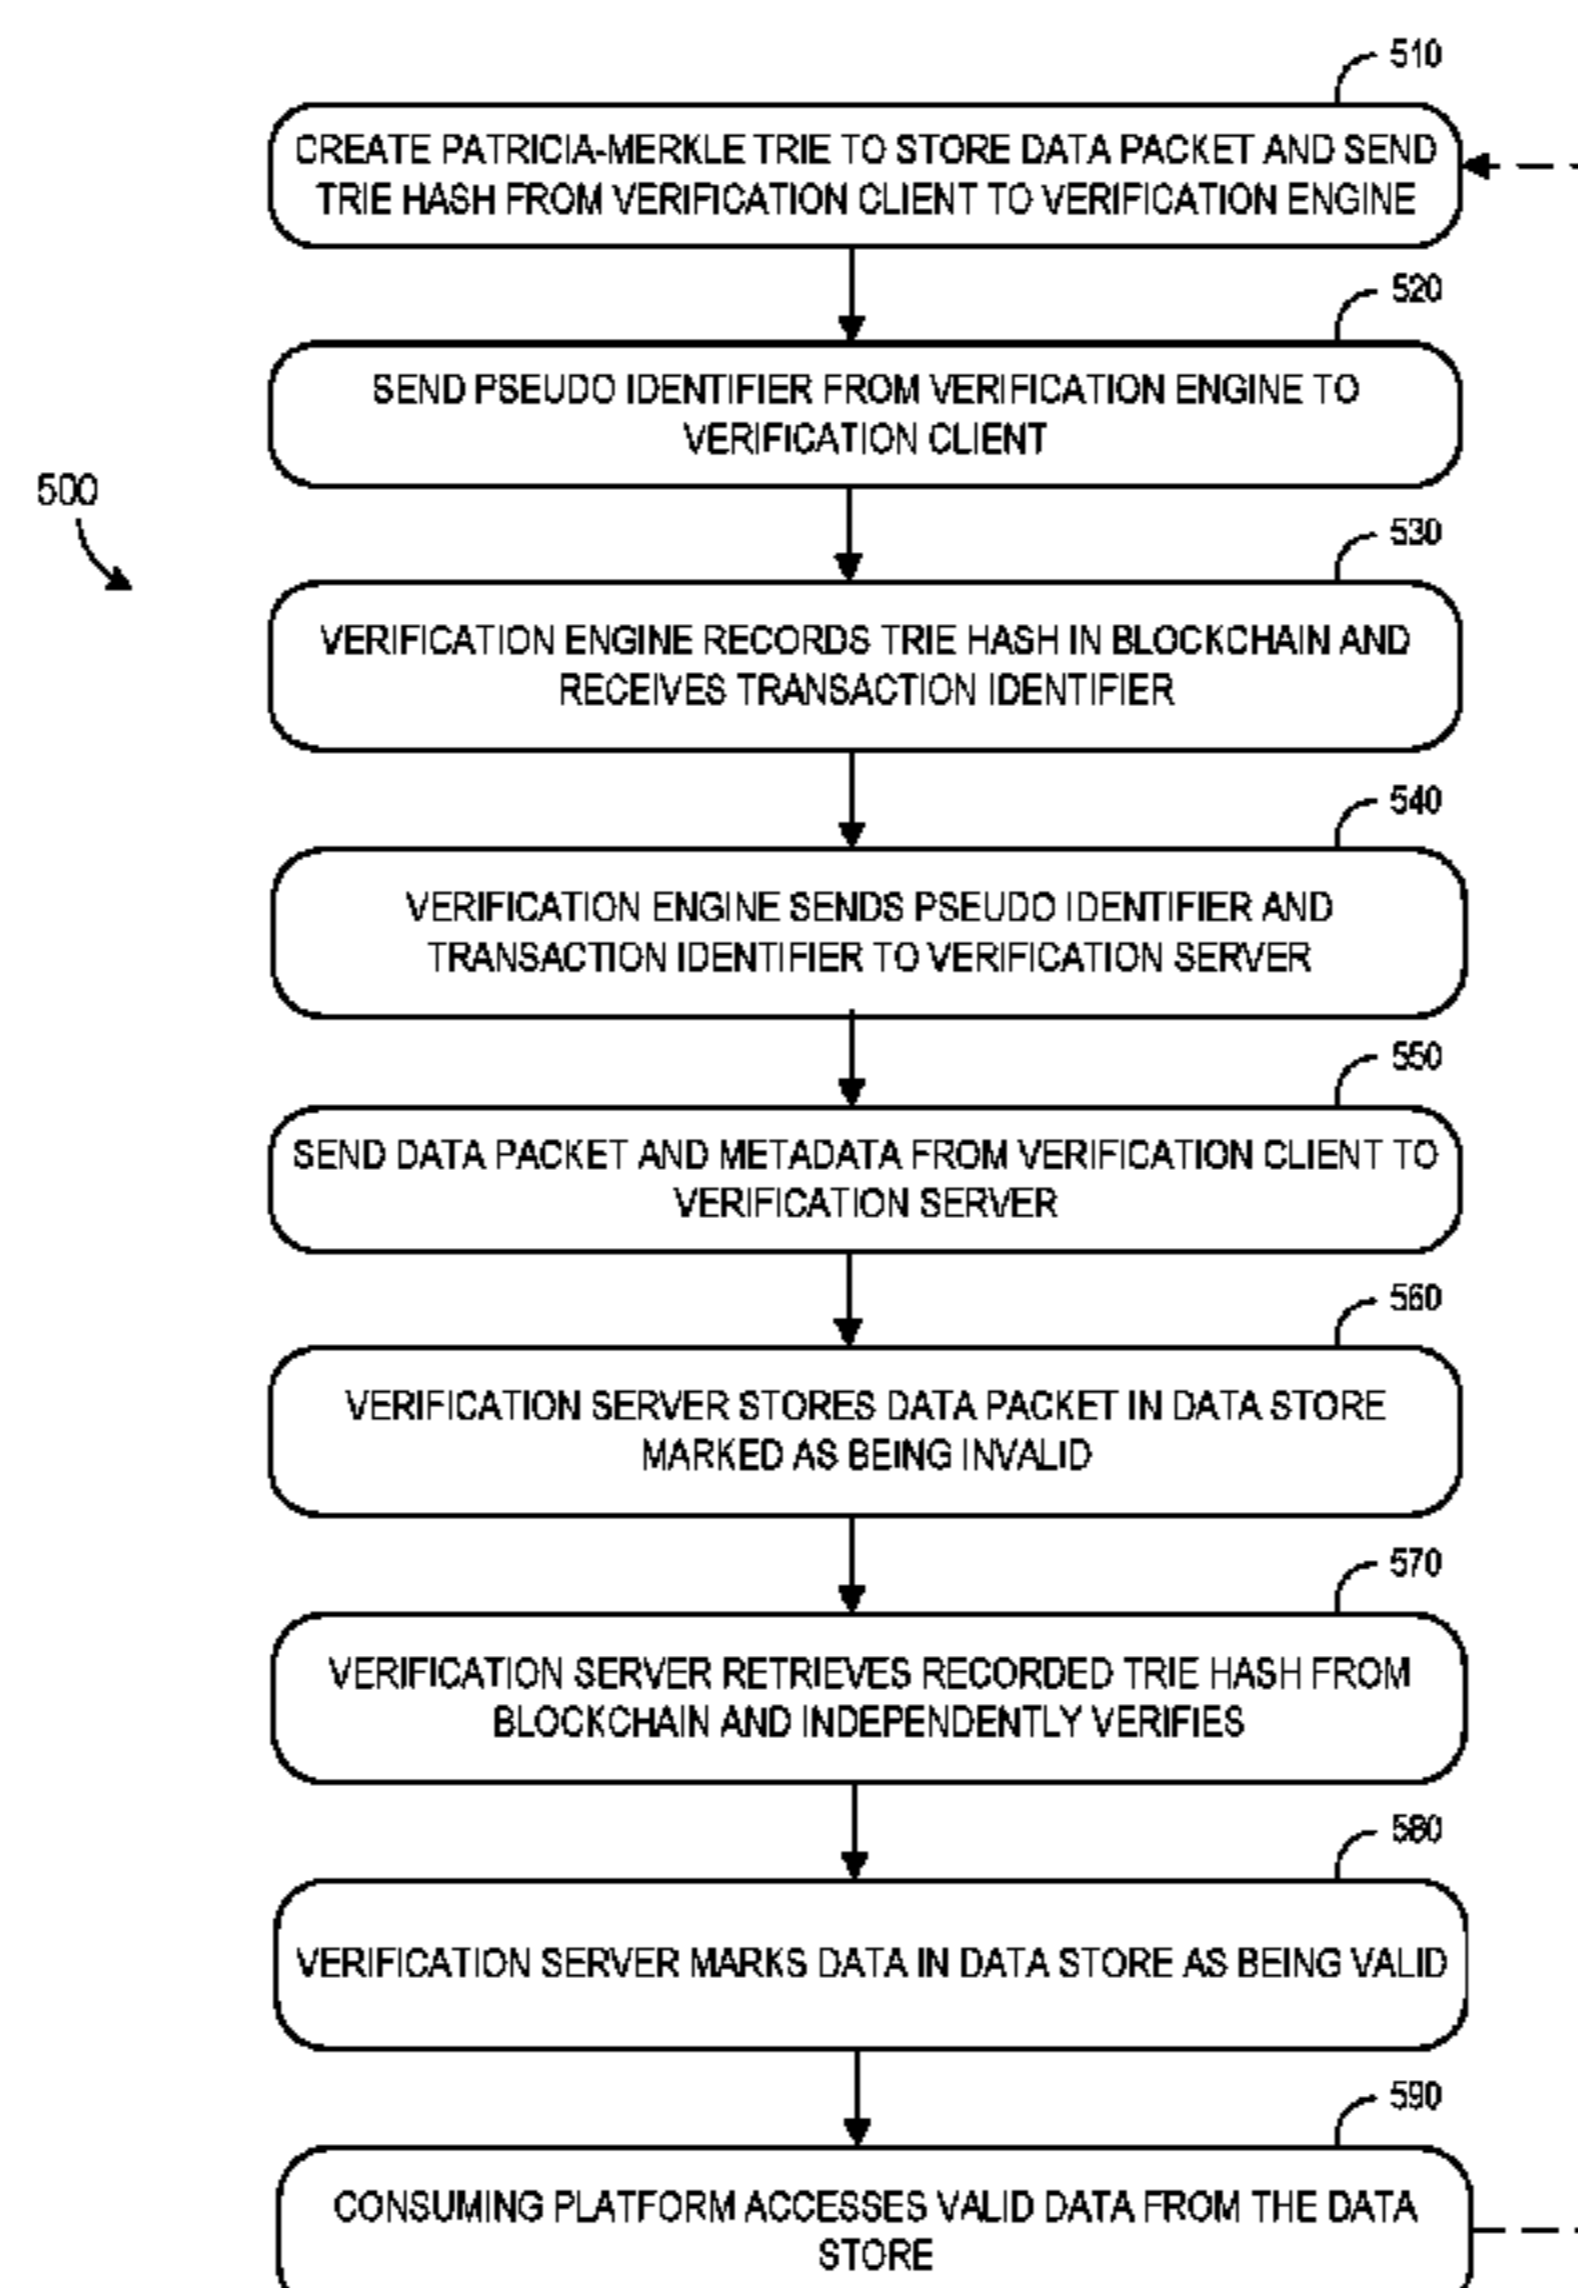 510
CREATE PATRICIA-MERKLE TRIE TO STORE DATA PACKET AND SEND
TRIE HASH FROM VERIFICATION CLIENT TO VERIFICATION ENGINE
520
SEND PSEUDO IDENTIFIER FROM VERIFICATION ENGINE TO
VERIFICATION CLIENT
500
530
VERIFICATION ENGINE RECORDS TRIE HASH IN BLOCKCHAIN AND
RECEIVES TRANSACTION IDENTIFIER
540
VERIFICATION ENGINE SENDS PSEUDO IDENTIFIER AND
TRANSACTION IDENTIFIER TO VERIFICATION SERVER
550
SEND DATA PACKET AND METADATA FROM VERIFICATION CLIENT TO
VERIFICATION SERVER
560
VERIFICATION SERVER STORES DATA PACKET IN DATA STORE
MARKED AS BEING INVALID
570
VERIFICATION SERVER RETRIEVES RECORDED TRIE HASH FROM
BLOCKCHAIN AND INDEPENDENTLY VERIFIES
580
VERIFICATION SERVER MARKS DATA IN DATA STORE AS BEING VALID
590
CONSUMING PLATFORM ACCESSES VALID DATA FROM THE DATA
STORE